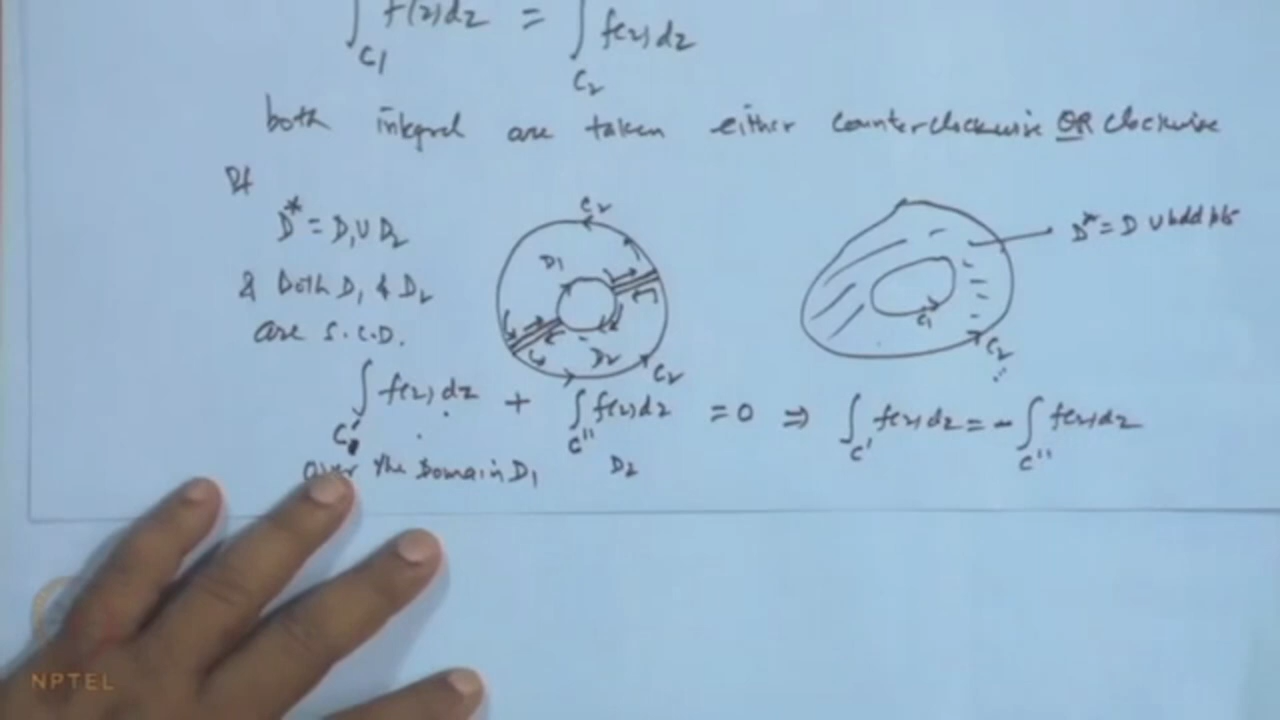 ∫_{C1} f(z)dz = ∫_{C2} f(z)dz
both integral are taken either counterclockwise OR clockwise
Pf
D* = D1 ∪ D2
& both D1 & D2
are S.C.D.
C2
D1
D2
C2
D* = D ∪ bdd pts
C1
C2
∫_{C'} f(z) dz + ∫_{C''} f(z)dz = 0 ⇒ ∫_{C'} f(z)dz = - ∫_{C''} f(z)dz
over the Domain D1 D2
NPTEL